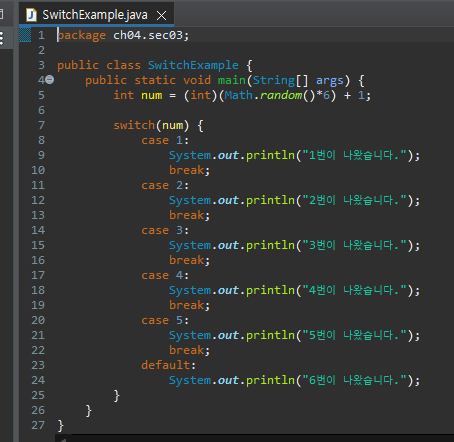 SwitchExample.java
1 package ch04.sec03;
2
3 public class SwitchExample {
4 public static void main(String[] args) {
5 int num = (int)(Math.random()*6) + 1;
6
7 switch(num) {
8 case 1:
9 System.out.println("1번이 나왔습니다.");
10 break;
11 case 2:
12 System.out.println("2번이 나왔습니다.");
13 break;
14 case 3:
15 System.out.println("3번이 나왔습니다.");
16 break;
17 case 4:
18 System.out.println("4번이 나왔습니다.");
19 break;
20 case 5:
21 System.out.println("5번이 나왔습니다.");
22 break;
23 default:
24 System.out.println("6번이 나왔습니다.");
25 }
26 }
27 }